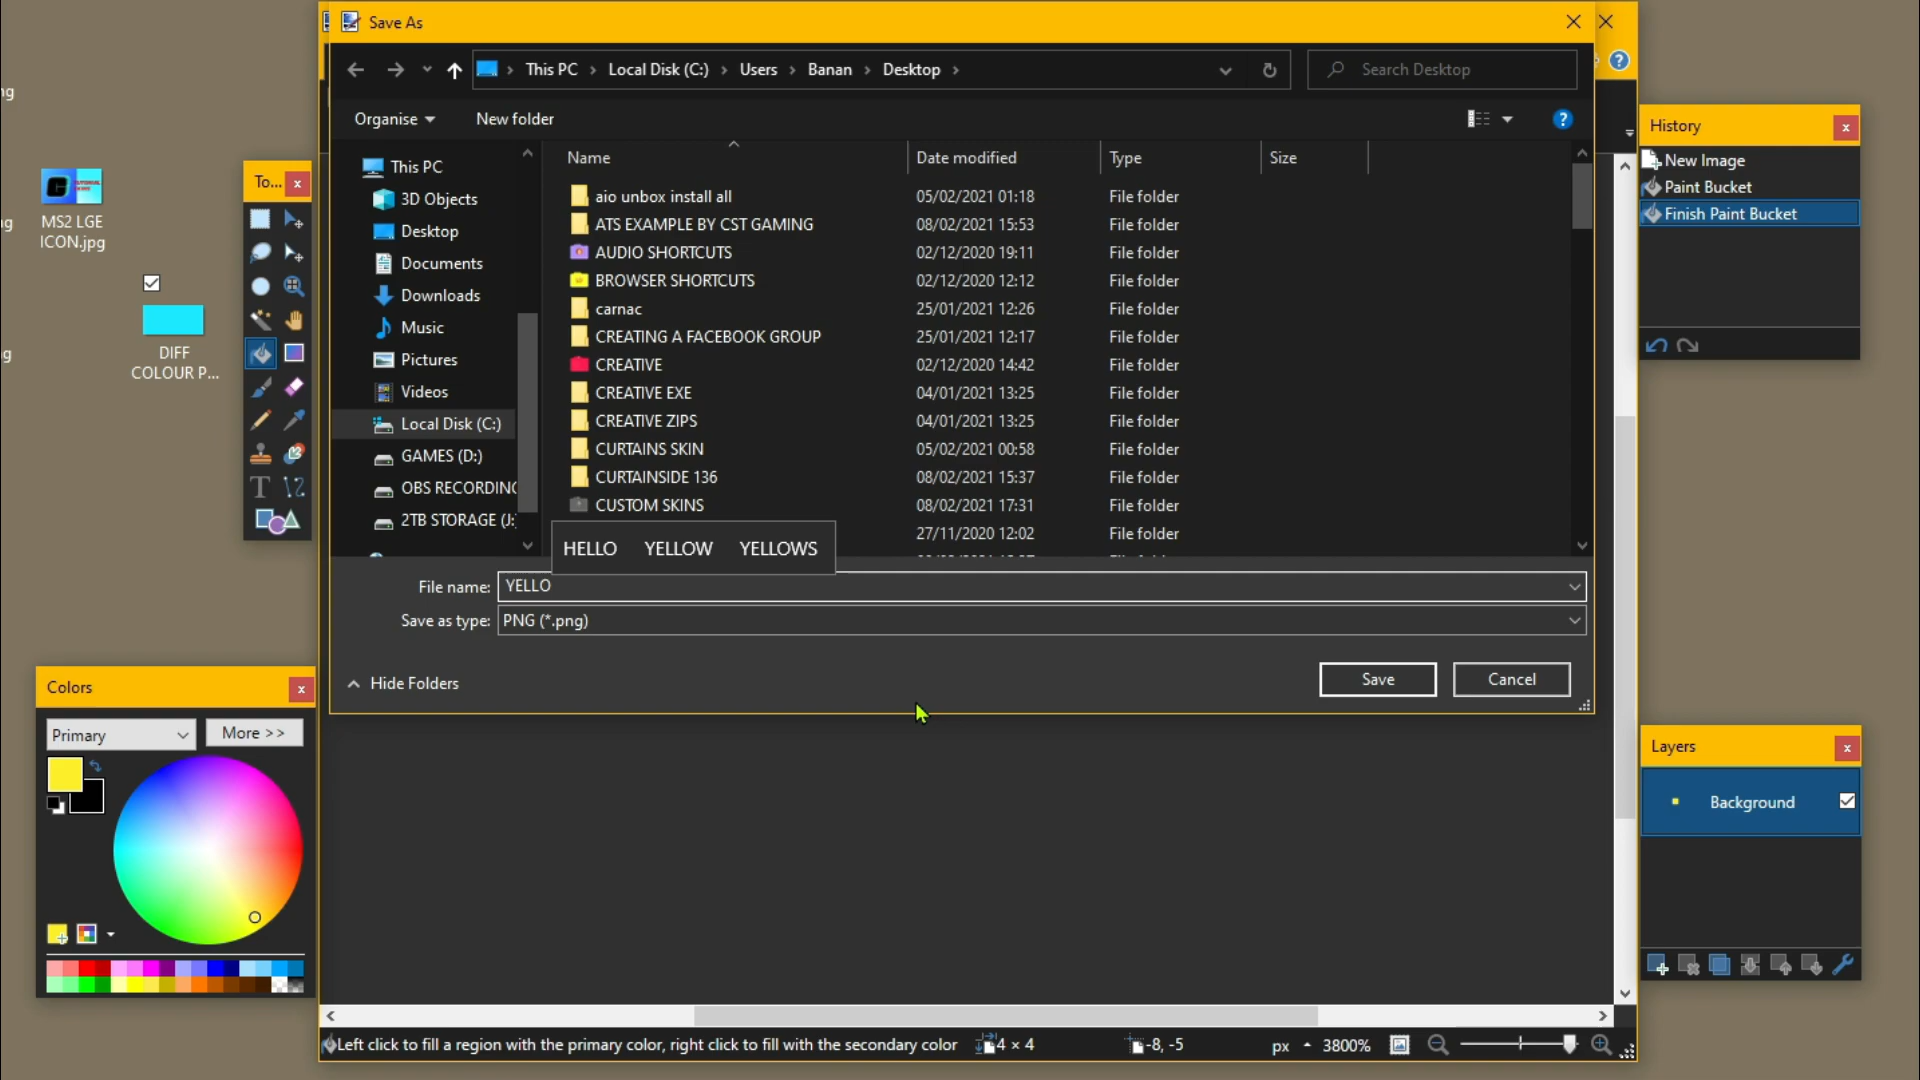 Save As
This PC
Local Disk (C:)
Users
Banan
Desktop
Search Desktop
Organise
New folder
Name
Date modified
Type
Size
This PC
3D Objects
Desktop
Documents
Downloads
Music
Pictures
Videos
Local Disk (C:)
GAMES (D:)
OBS RECORDING
2TB STORAGE (J:)
aio unbox install all 05/02/2021 01:18 File folder
ATS EXAMPLE BY CST GAMING 08/02/2021 15:53 File folder
AUDIO SHORTCUTS 02/12/2020 19:11 File folder
BROWSER SHORTCUTS 02/12/2020 12:12 File folder
carnac 25/01/2021 12:26 File folder
CREATING A FACEBOOK GROUP 25/01/2021 12:17 File folder
CREATIVE 02/12/2020 14:42 File folder
CREATIVE EXE 04/01/2021 13:25 File folder
CREATIVE ZIPS 04/01/2021 13:25 File folder
CURTAINS SKIN 05/02/2021 00:58 File folder
CURTAINSIDE 136 08/02/2021 15:37 File folder
CUSTOM SKINS 08/02/2021 17:31 File folder
27/11/2020 12:02 File folder
HELLO YELLOW YELLOWS
File name: YELLO
Save as type: PNG (*.png)
Hide Folders
Save
Cancel
ng
ng
ng
MS2 LGE
ICON.jpg
DIFF
COLOUR P...
To...
Colors
Primary
More >>
History
New Image
Paint Bucket
Finish Paint Bucket
Layers
Background
Left click to fill a region with the primary color, right click to fill with the secondary color
4 × 4
-8, -5
px
3800%